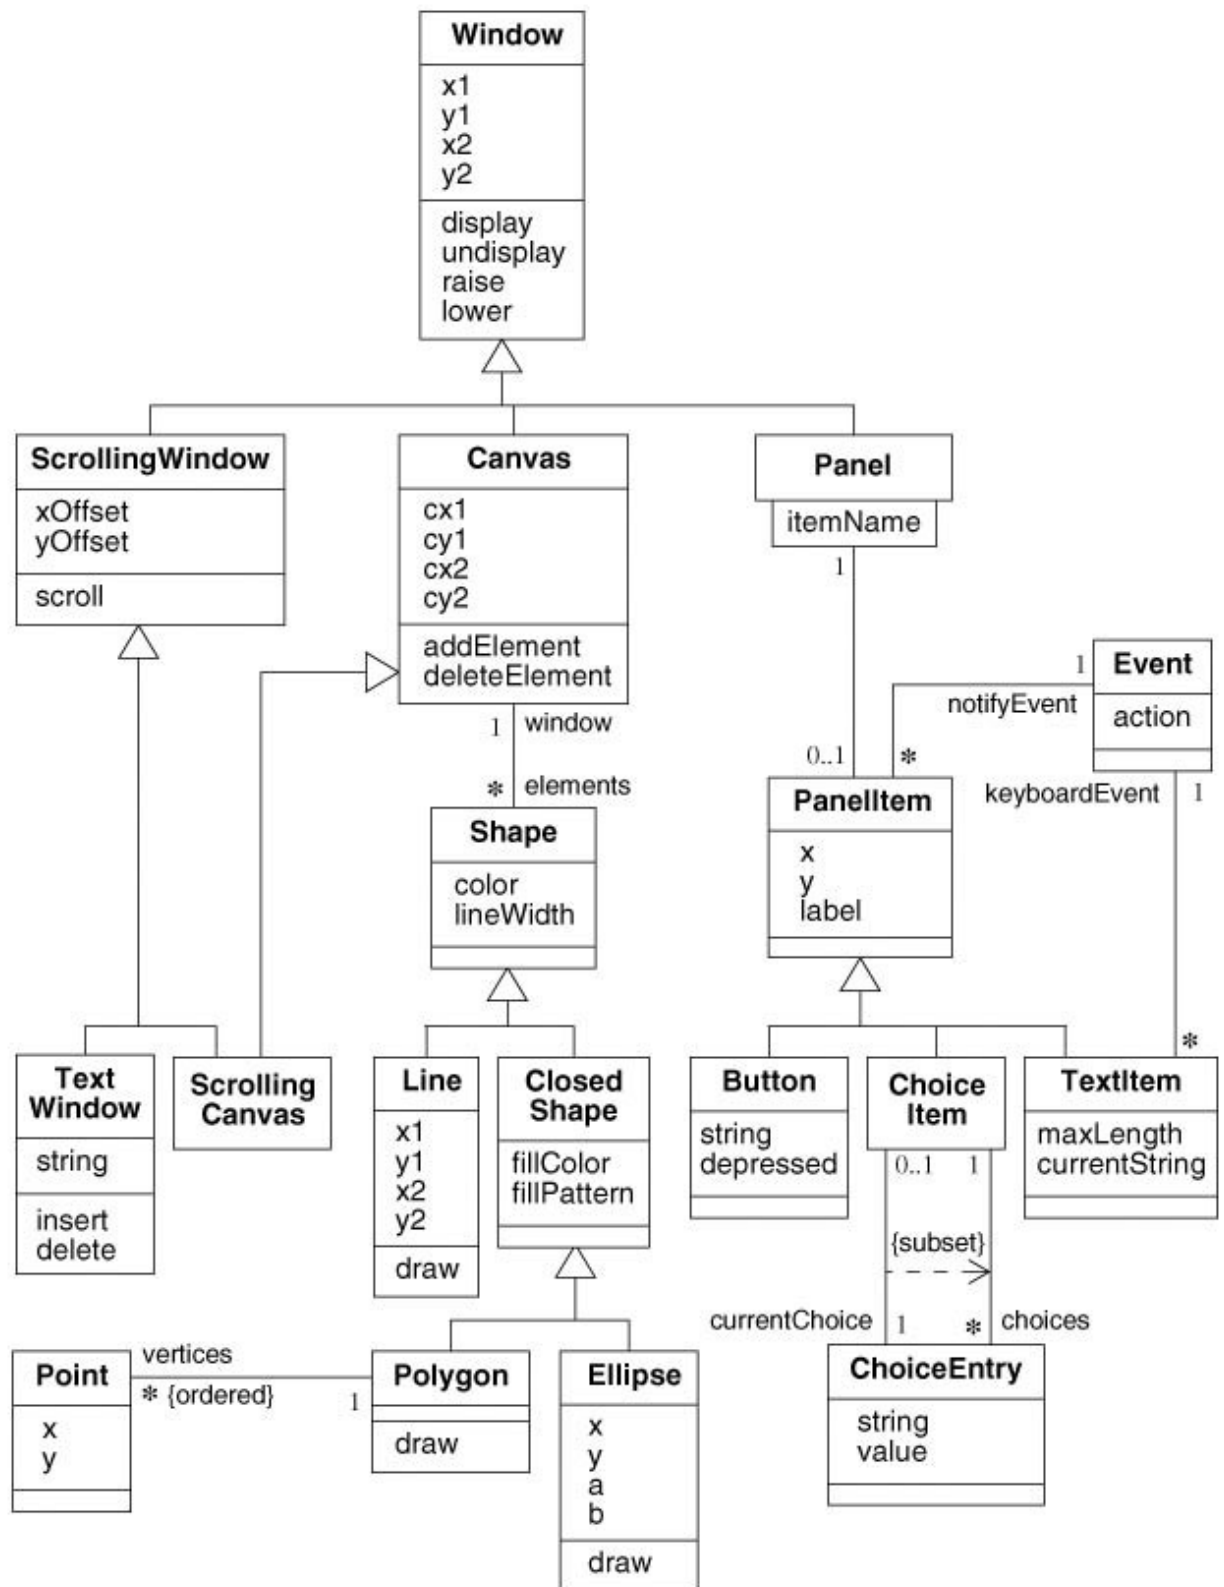 Window
x1
y1
x2
y2
display
undisplay
raise
lower
ScrollingWindow
xOffset
yOffset
scroll
Canvas
cx1
cy1
cx2
cy2
addElement
deleteElement
Panel
itemName
1
1
Event
action
notifyEvent
1
window
0..1
*
keyboardEvent
1
*
elements
Shape
color
lineWidth
PanelItem
x
y
label
*
Text
Window
string
insert
delete
Scrolling
Canvas
Line
x1
y1
x2
y2
draw
Closed
Shape
fillColor
fillPattern
Button
string
depressed
Choice
Item
0..1
1
TextItem
maxLength
currentString
{subset}
currentChoice
1
*
choices
Point
x
y
vertices
* {ordered}
1
Polygon
draw
Ellipse
x
y
a
b
draw
ChoiceEntry
string
value